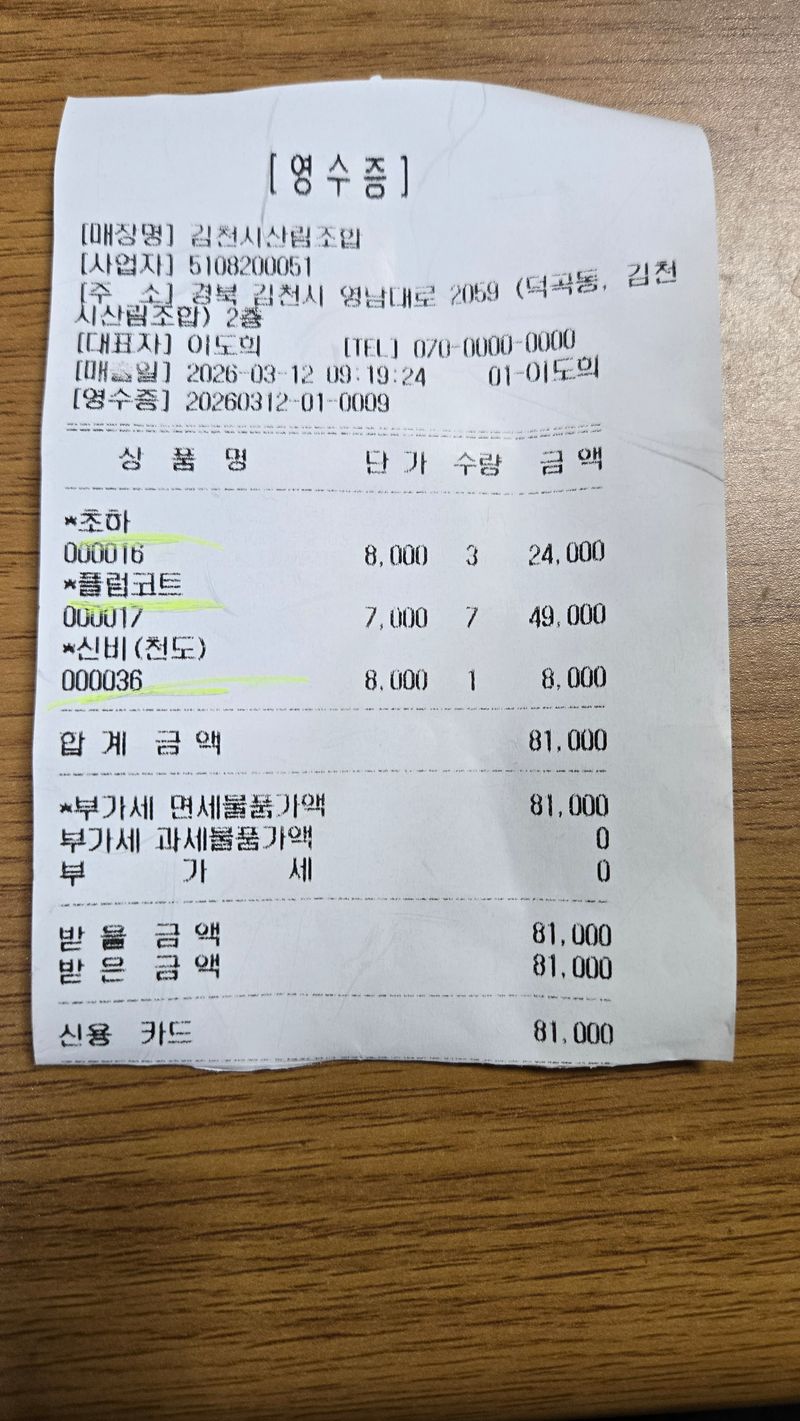 [영수증]
[매장명] 김천시산림조합
[사업자] 5108200051
[주 소] 경북 김천시 영남대로 2059 (덕곡동, 김천
시산림조합) 2층
[대표자] 이도희 [TEL] 070-0000-0000
[매출일] 2026-03-12 09:19:24 01-이도희
[영수증] 20260312-01-0009
상 품 명 단 가 수량 금 액
*초하
000016 8,000 3 24,000
*플럼코트
000017 7,000 7 49,000
*신비(천도)
000036 8,000 1 8,000
합 계 금 액 81,000
*부가세 면세물품가액 81,000
부가세 과세물품가액 0
부 가 세 0
받 을 금 액 81,000
받 은 금 액 81,000
신용 카드 81,000